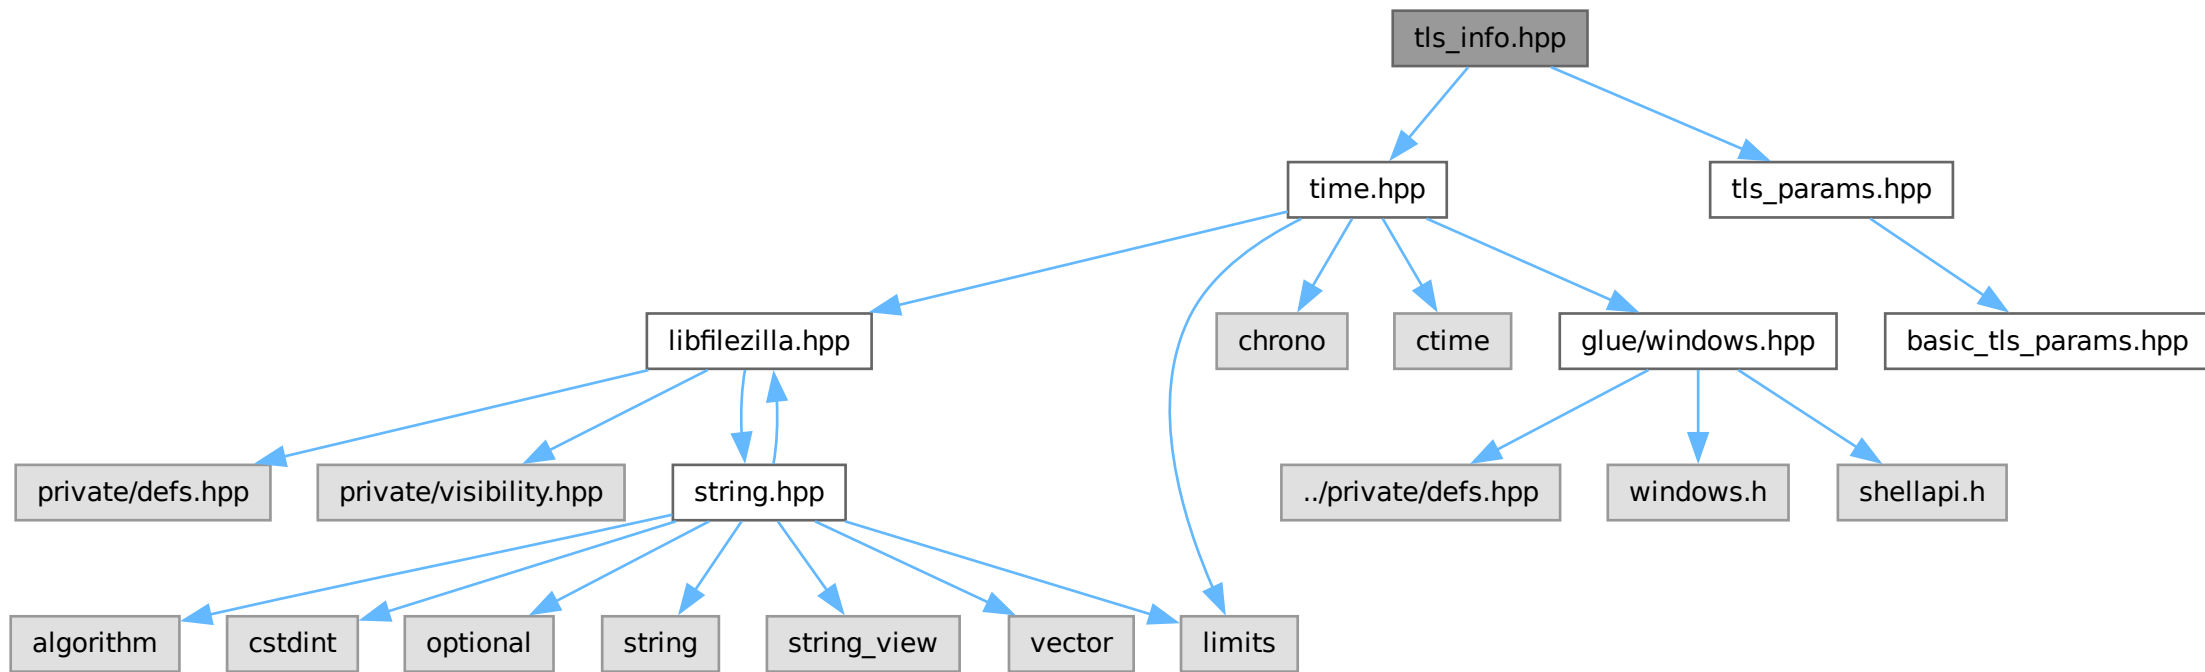 tls_info.hpp
time.hpp
tls_params.hpp
libfilezilla.hpp
chrono
ctime
glue/windows.hpp
basic_tls_params.hpp
private/defs.hpp
private/visibility.hpp
string.hpp
../private/defs.hpp
windows.h
shellapi.h
algorithm
cstdint
optional
string
string_view
vector
limits